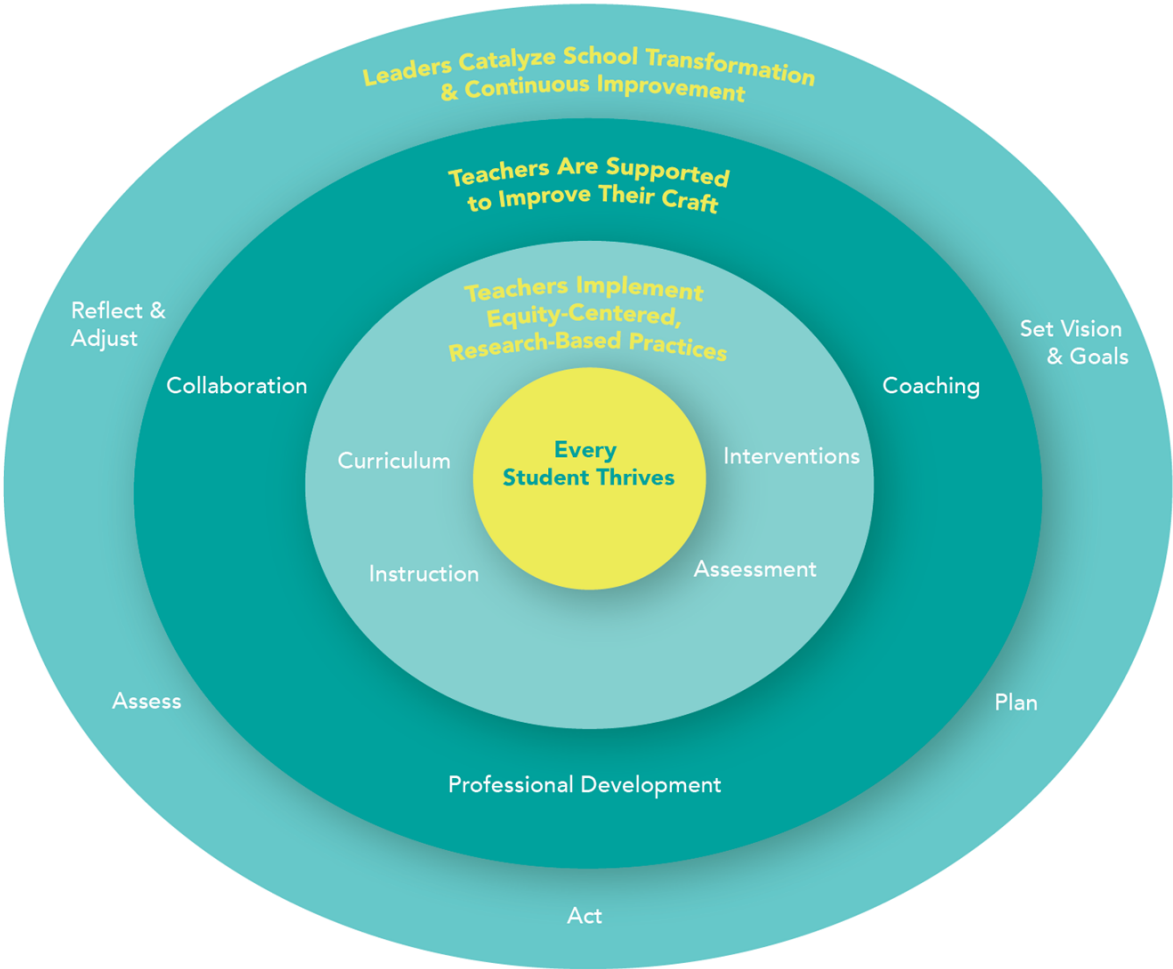 Leaders Catalyze School Transformation
& Continuous Improvement
Teachers Are Supported
to Improve Their Craft
Teachers Implement
Equity-Centered,
Research-Based Practices
Every
Student Thrives
Curriculum
Interventions
Instruction
Assessment
Collaboration
Coaching
Professional Development
Reflect &
Adjust
Set Vision
& Goals
Assess
Plan
Act